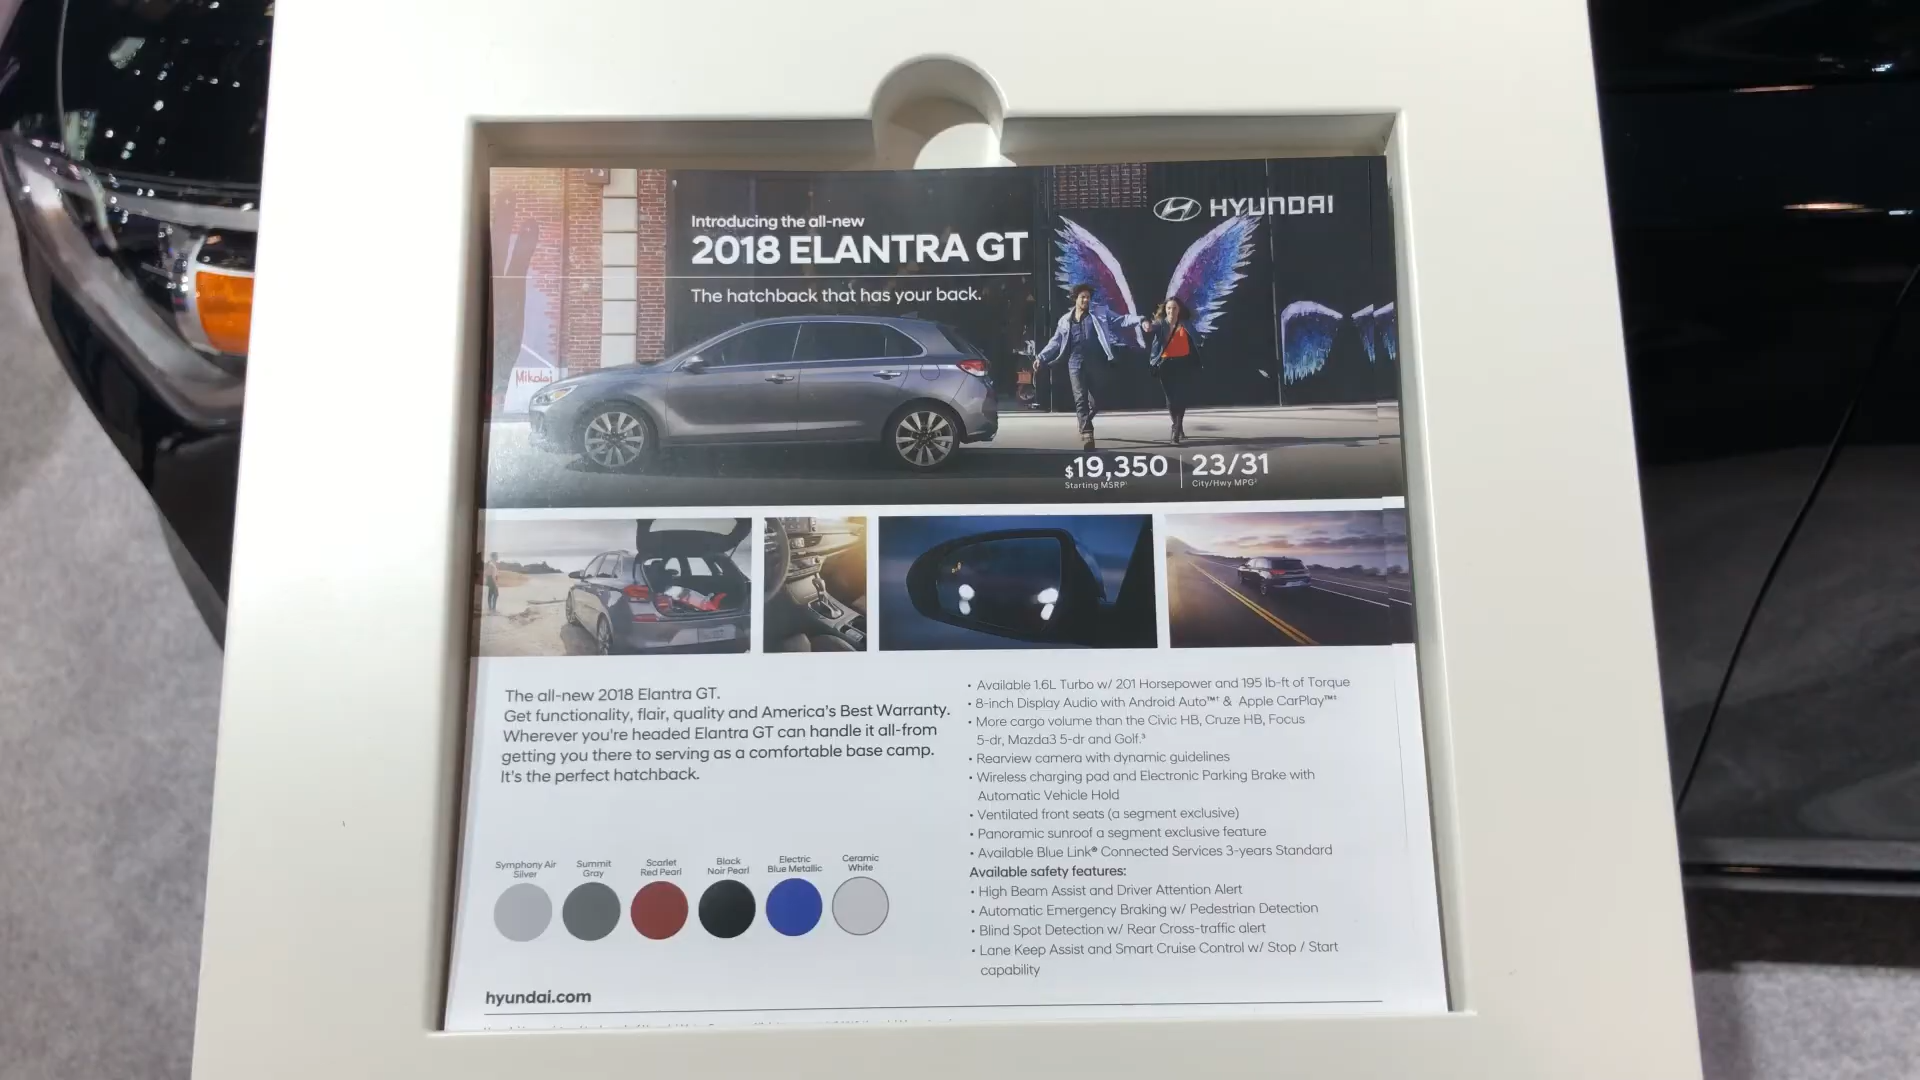 HYUNDAI
Introducing the all-new
2018 ELANTRA GT
The hatchback that has your back.
Mikolaj
$19,350 | 23/31
Starting MSRP¹ City/Hwy MPG²
The all-new 2018 Elantra GT.
Get functionality, flair, quality and America's Best Warranty.
Wherever you're headed Elantra GT can handle it all-from
getting you there to serving as a comfortable base camp.
It's the perfect hatchback.
Symphony Air
Silver
Summit
Gray
Scarlet
Red Pearl
Black
Noir Pearl
Electric
Blue Metallic
Ceramic
White
• Available 1.6L Turbo w/ 201 Horsepower and 195 lb-ft of Torque
• 8-inch Display Audio with Android Auto™† & Apple CarPlay™‡
• More cargo volume than the Civic HB, Cruze HB, Focus
5-dr, Mazda3 5-dr and Golf.³
• Rearview camera with dynamic guidelines
• Wireless charging pad and Electronic Parking Brake with
Automatic Vehicle Hold
• Ventilated front seats (a segment exclusive)
• Panoramic sunroof a segment exclusive feature
• Available Blue Link® Connected Services 3-years Standard
Available safety features:
• High Beam Assist and Driver Attention Alert
• Automatic Emergency Braking w/ Pedestrian Detection
• Blind Spot Detection w/ Rear Cross-traffic alert
• Lane Keep Assist and Smart Cruise Control w/ Stop / Start
capability
hyundai.com